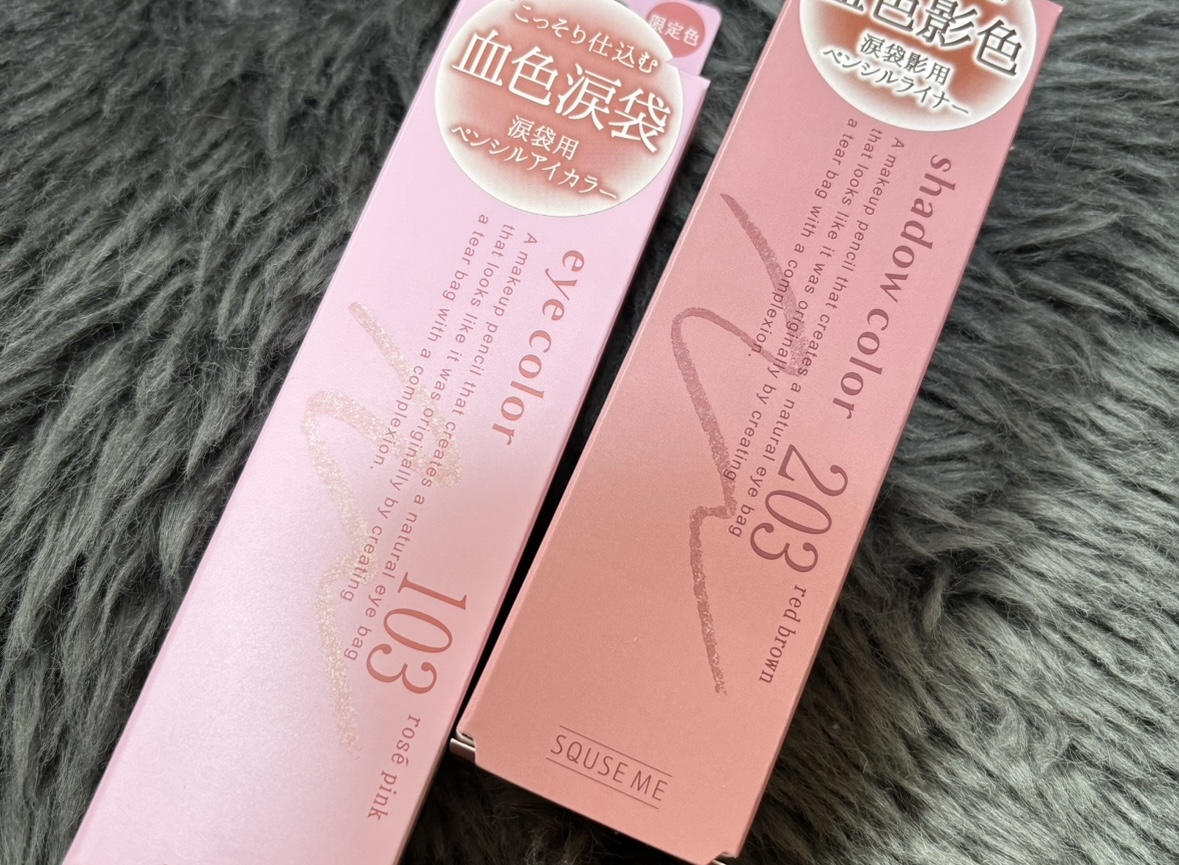 こっそり仕込む
血色涙袋
涙袋用
ペンシルアイカラー
限定色
eye color
A makeup pencil that creates a natural eye bag
that looks like it was originally by creating
a tear bag with a complexion.
103 rosé pink
血色影色
涙袋影用
ペンシルライナー
shadow color
A makeup pencil that creates a natural eye bag
that looks like it was originally by creating
a tear bag with a complexion.
203 red brown
SQUSE ME